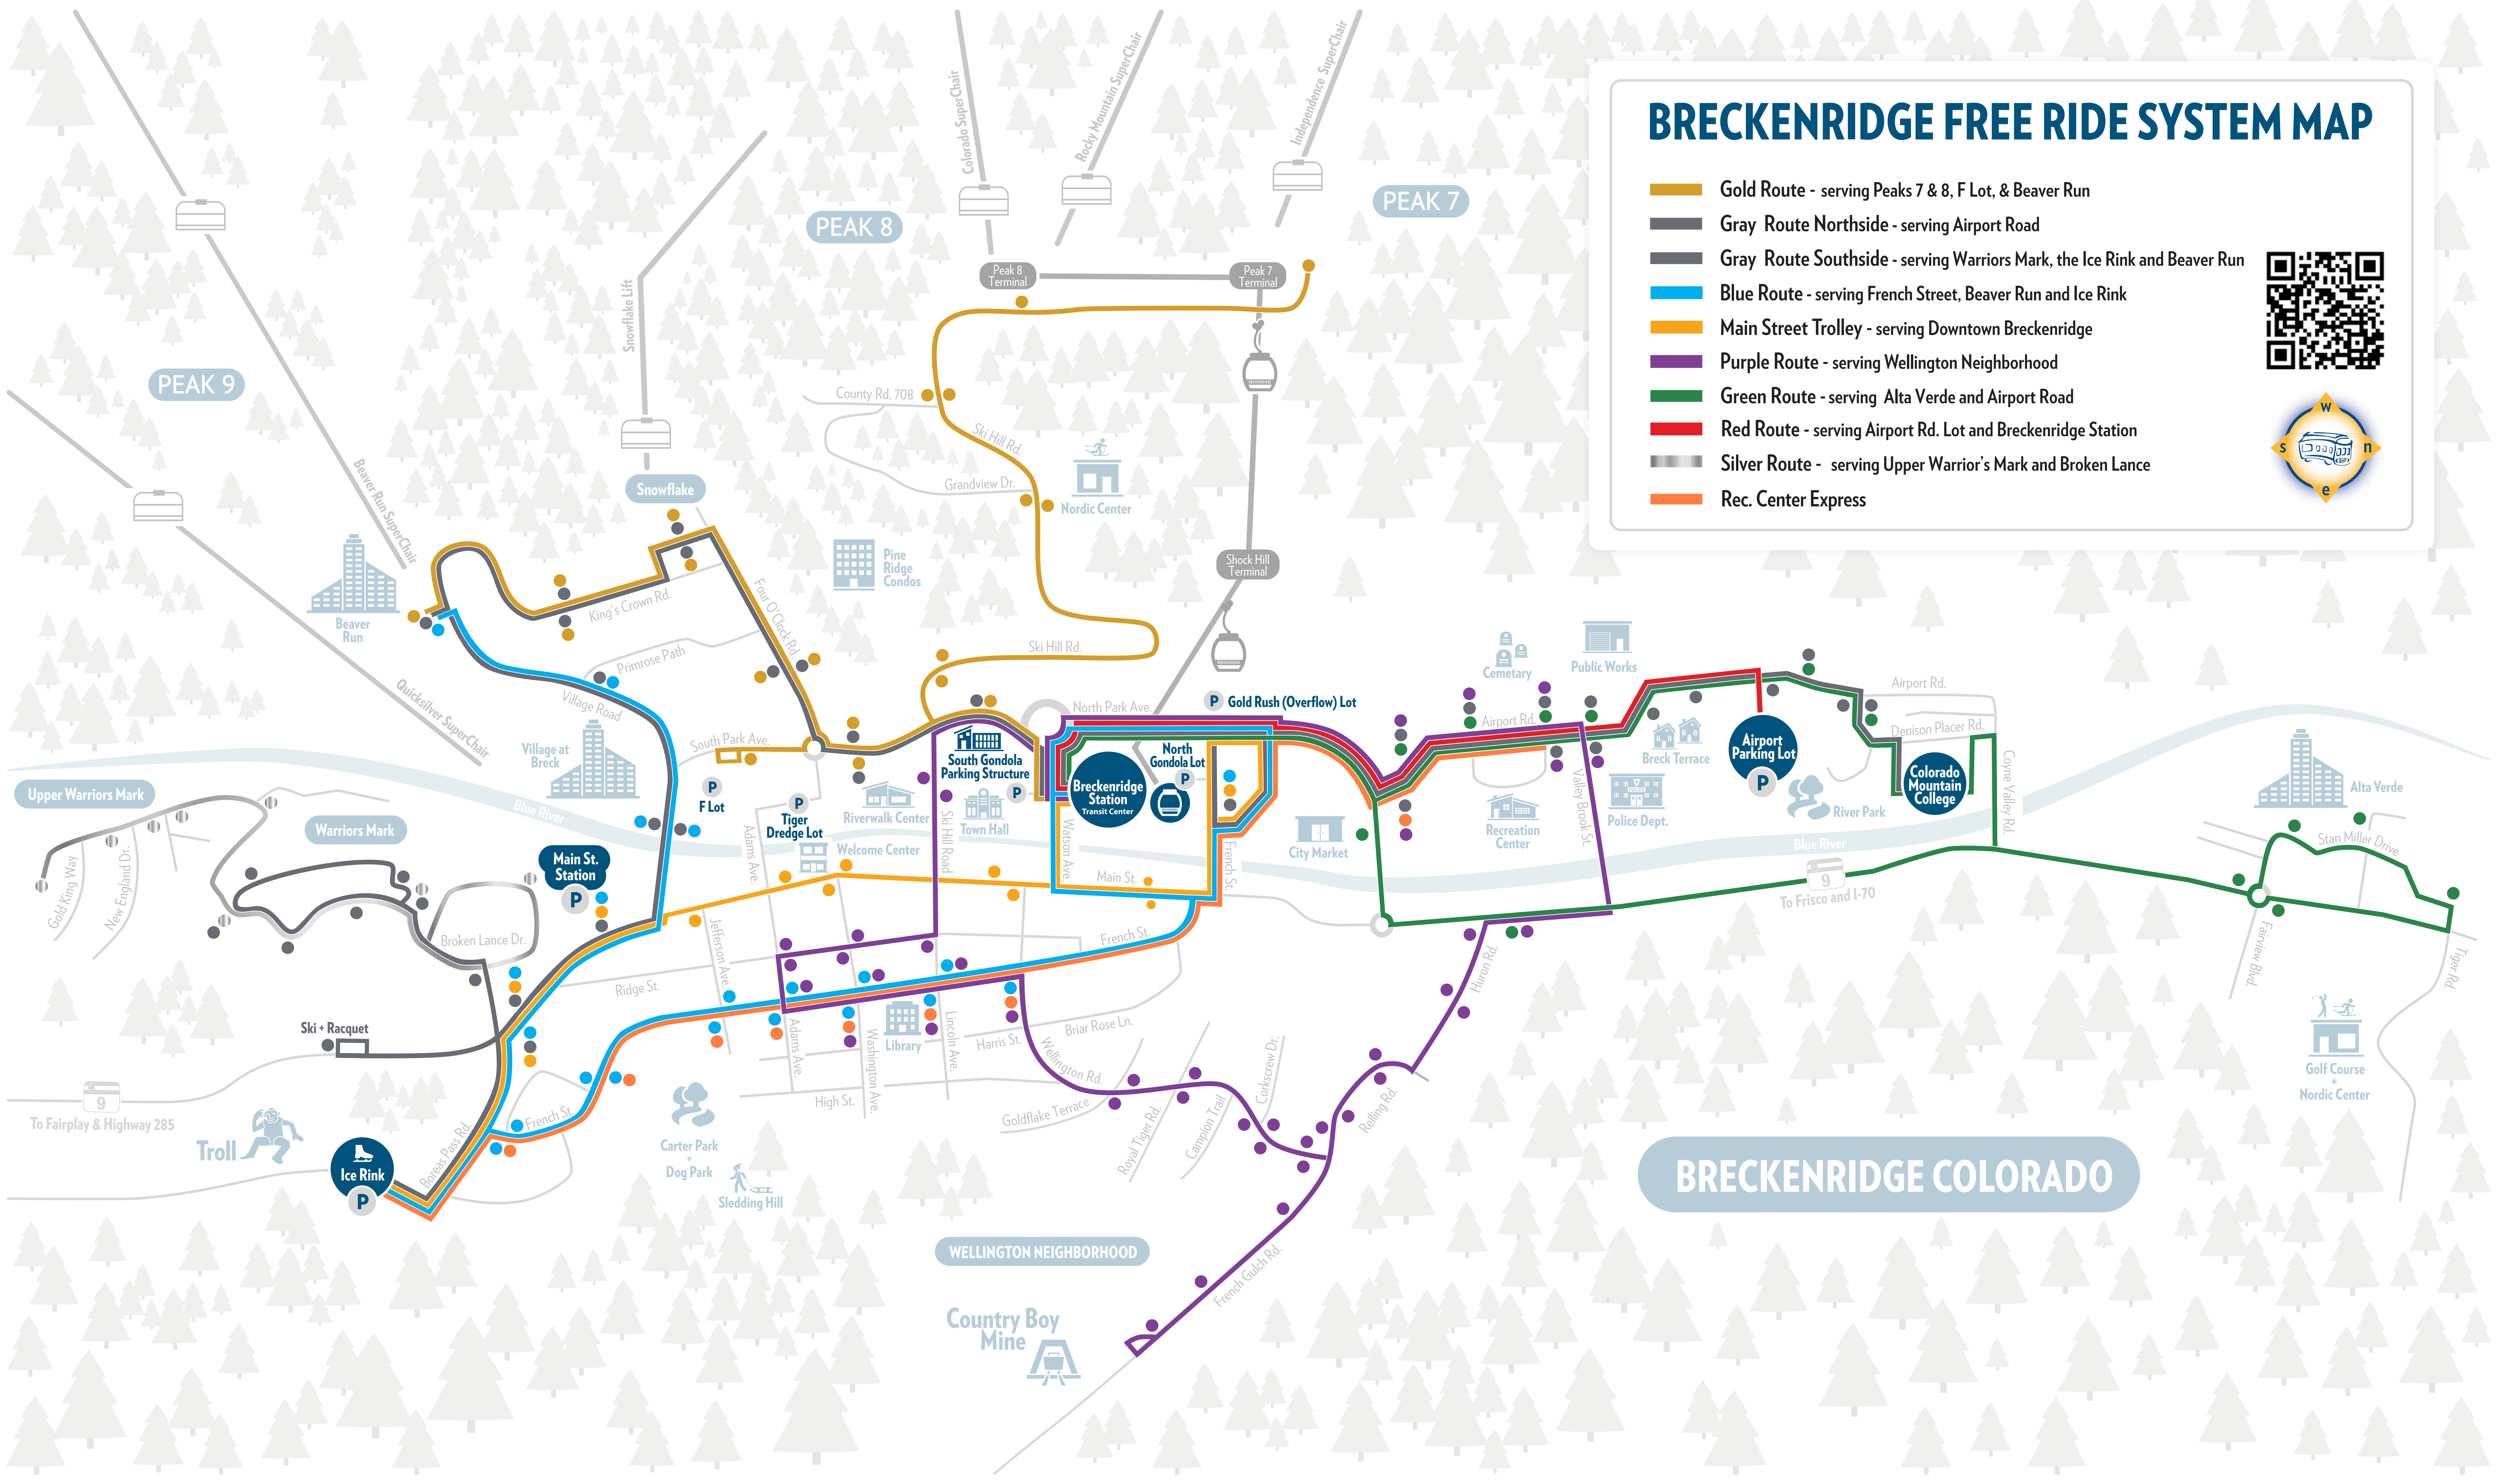 BRECKENRIDGE FREE RIDE SYSTEM MAP
Gold Route - serving Peaks 7 & 8, F Lot, & Beaver Run
Gray Route Northside - serving Airport Road
Gray Route Southside - serving Warriors Mark, the Ice Rink and Beaver Run
Blue Route - serving French Street, Beaver Run and Ice Rink
Main Street Trolley - serving Downtown Breckenridge
Purple Route - serving Wellington Neighborhood
Green Route - serving Alta Verde and Airport Road
Red Route - serving Airport Rd. Lot and Breckenridge Station
Silver Route - serving Upper Warrior's Mark and Broken Lance
Rec. Center Express
w
s
n
e
Colorado SuperChair
Rocky Mountain SuperChair
Independence SuperChair
PEAK 8
PEAK 7
PEAK 9
Peak 8
Terminal
Peak 7
Terminal
Snowflake Lift
Beaver Run SuperChair
Quicksilver SuperChair
County Rd. 708
Ski Hill Rd.
Grandview Dr.
Nordic Center
Snowflake
Pine
Ridge
Condos
Shock Hill
Terminal
Beaver
Run
King's Crown Rd.
Four O'Clock Rd.
Primrose Path
Village Road
Ski Hill Rd.
Cemetary
Public Works
North Park Ave.
P
Gold Rush (Overflow) Lot
Airport Rd.
Airport Rd.
Denison Placer Rd.
Village at
Breck
South Park Ave.
South Gondola
Parking Structure
P
North
Gondola Lot
P
Breckenridge
Station
Transit Center
Breck Terrace
Airport
Parking Lot
P
Colorado
Mountain
College
Coyne Valley Rd.
Alta Verde
Upper Warriors Mark
Blue River
P
F Lot
P
Tiger
Dredge Lot
Riverwalk Center
Town Hall
Ski Hill Road
Watson Ave.
City Market
Recreation
Center
Valley Brook St.
POLICE
Police Dept.
River Park
Blue River
9
To Frisco and I-70
Stan Miller Drive
Warriors Mark
Main St.
Station
P
Adams Ave.
Welcome Center
Main St.
French St.
Gold King Way
New England Dr.
Broken Lance Dr.
Jefferson Ave.
Ridge St.
French St.
Huron Rd.
Fairview Blvd.
Tiger Rd.
Ski + Racquet
Adams Ave.
Washington Ave.
Library
Lincoln Ave.
Harris St.
Briar Rose Ln.
Wellington Rd.
High St.
Goldflake Terrace
Royal Tiger Rd.
Campion Trail
Corkscrew Dr.
Reiling Rd.
Golf Course
+
Nordic Center
9
To Fairplay & Highway 285
Troll
Ice Rink
P
Boreas Pass Rd.
French St.
Carter Park
+
Dog Park
Sledding Hill
BRECKENRIDGE COLORADO
WELLINGTON NEIGHBORHOOD
French Gulch Rd.
Country Boy
Mine